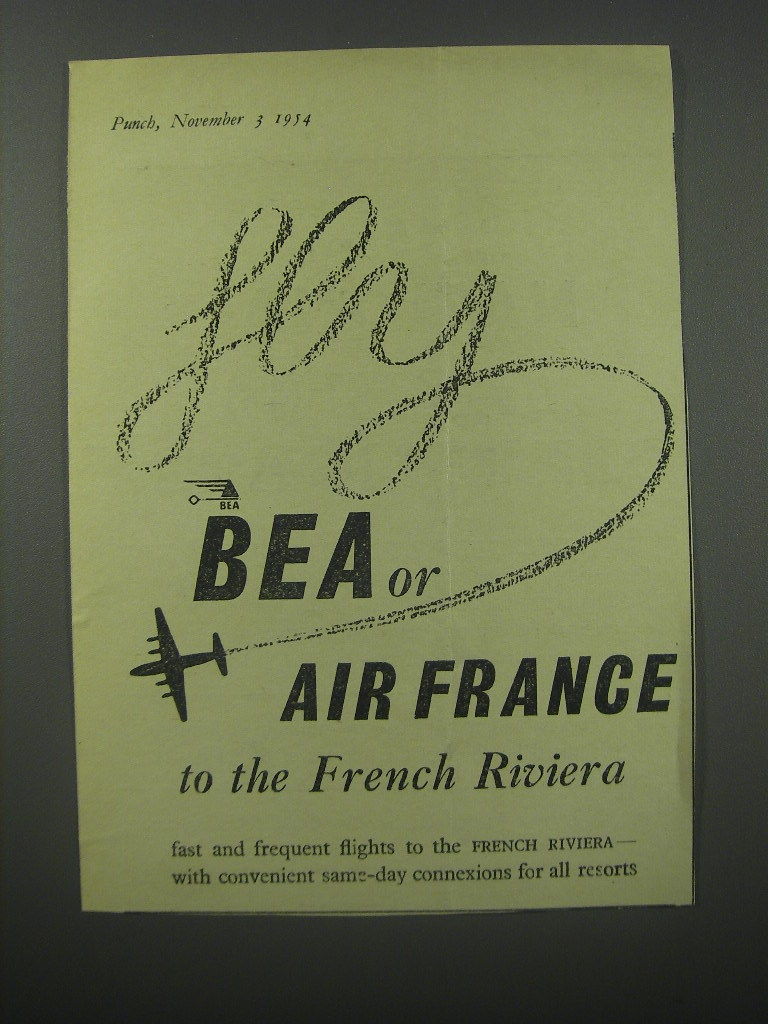 Punch, November 3 1954
fly
BEA
BEA or
AIR FRANCE
to the French Riviera
fast and frequent flights to the FRENCH RIVIERA—
with convenient same-day connexions for all resorts